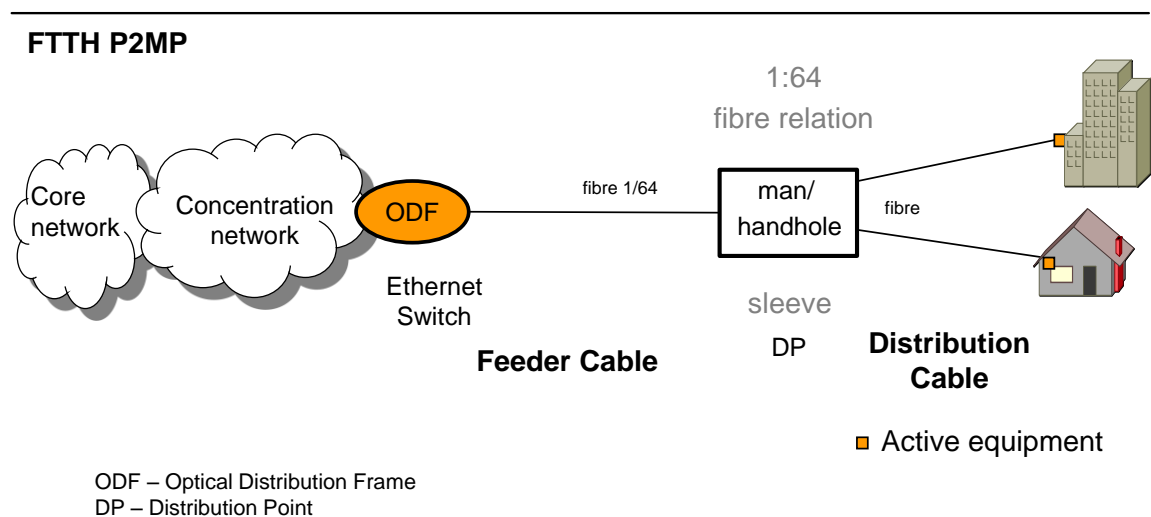 FTTH P2MP
1:64
fibre relation
Core
network
Concentration
network
ODF
fibre 1/64
man/
handhole
fibre
Ethernet
Switch
sleeve
DP
Feeder Cable
Distribution
Cable
Active equipment
ODF – Optical Distribution Frame
DP – Distribution Point